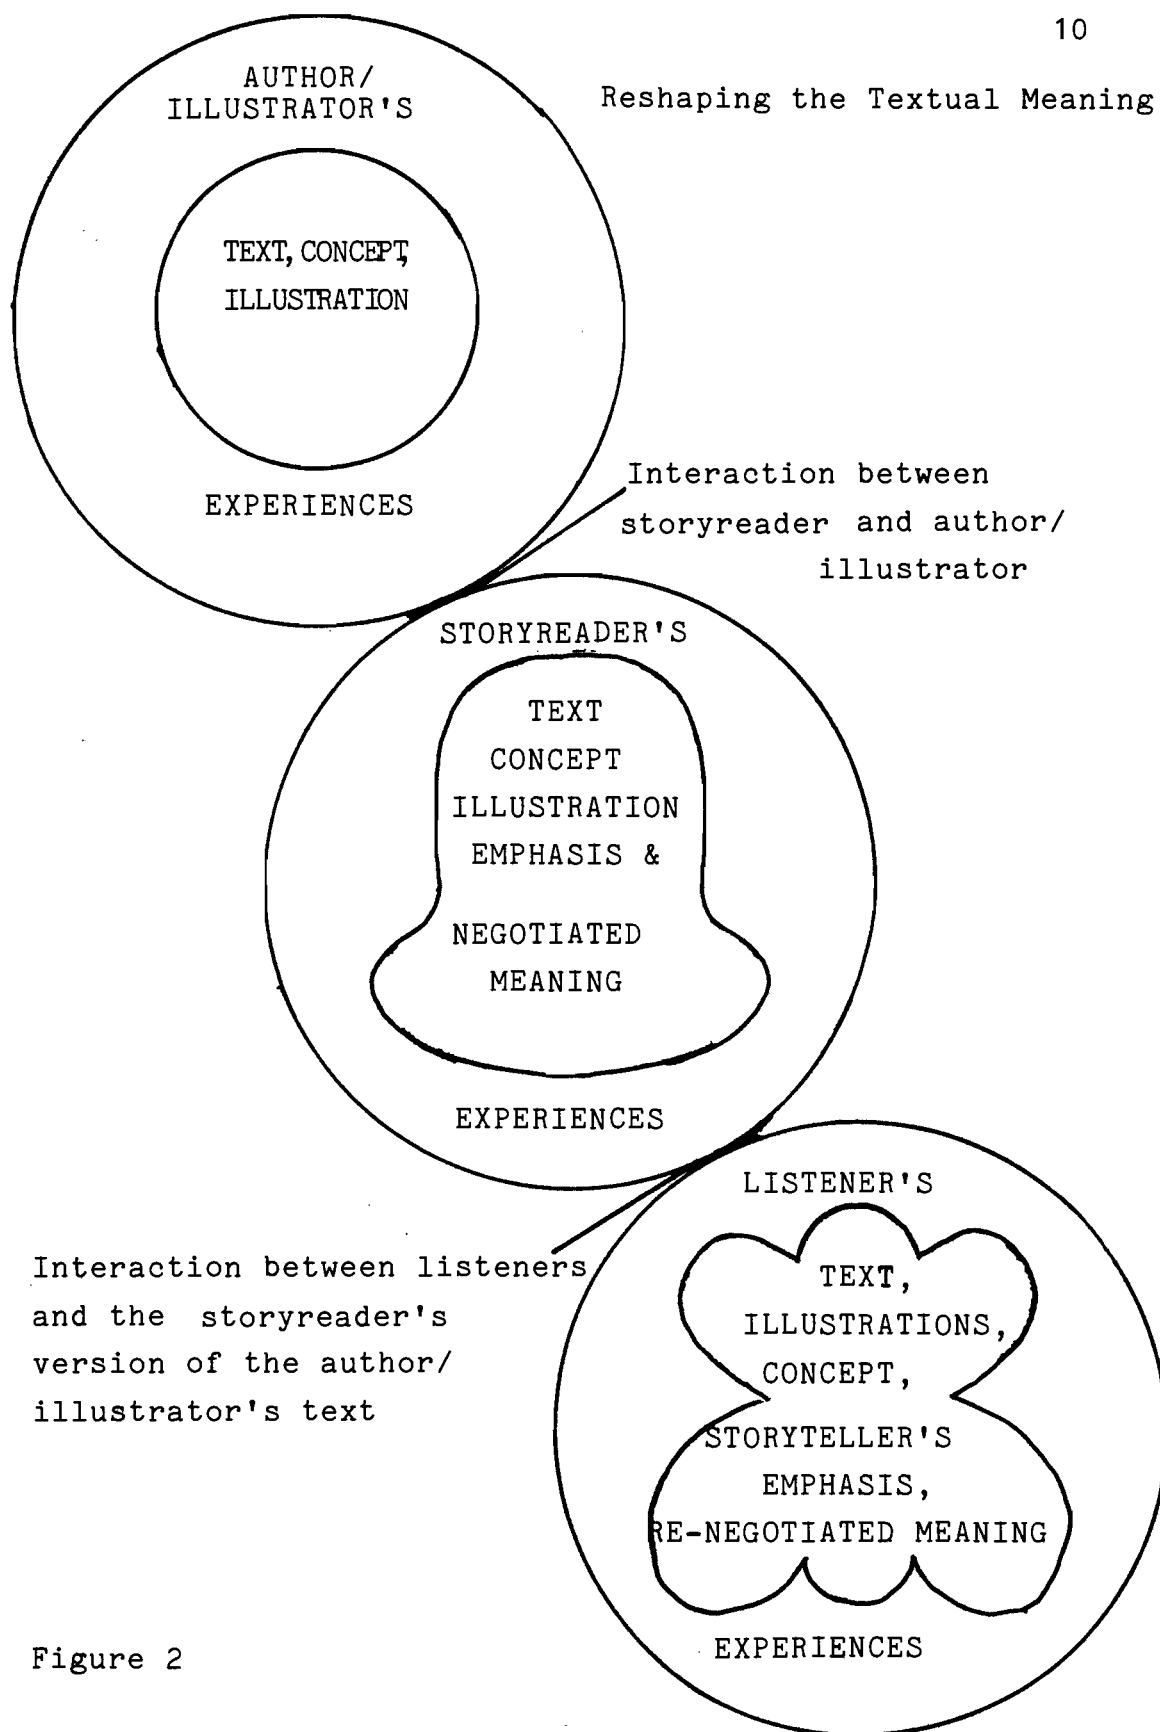 10
Reshaping the Textual Meaning
AUTHOR/
ILLUSTRATOR'S
TEXT, CONCEPT,
ILLUSTRATION
EXPERIENCES
Interaction between
storyreader and author/
illustrator
STORYREADER'S
TEXT
CONCEPT
ILLUSTRATION
EMPHASIS &
NEGOTIATED
MEANING
EXPERIENCES
Interaction between listeners
and the storyreader's
version of the author/
illustrator's text
LISTENER'S
TEXT,
ILLUSTRATIONS,
CONCEPT,
STORYTELLER'S
EMPHASIS,
RE-NEGOTIATED MEANING
EXPERIENCES
Figure 2